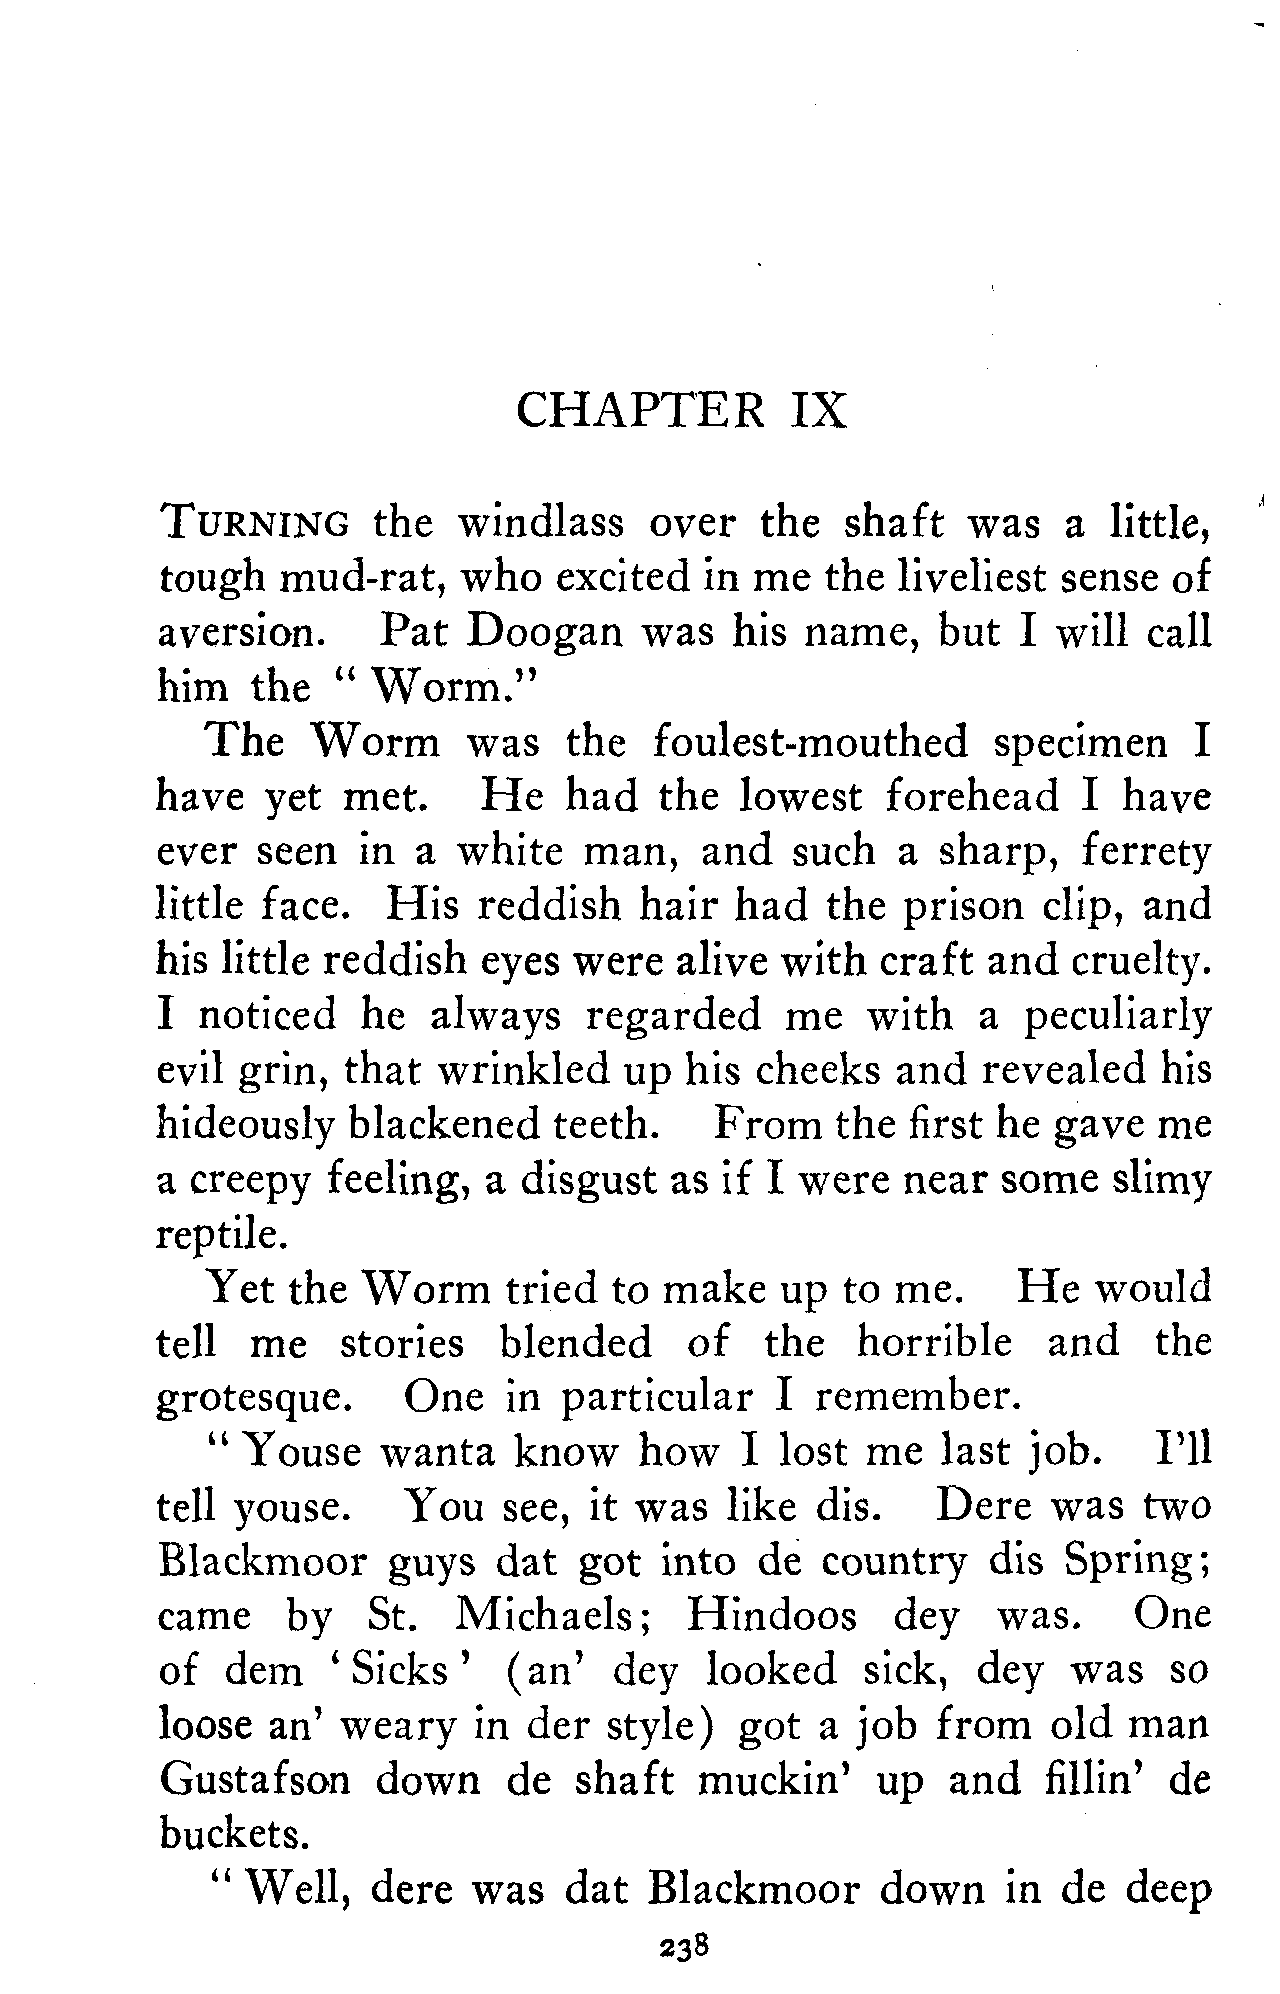 CHAPTER IX
TURNING the windlass over the shaft was a little,
tough mud-rat, who excited in me the liveliest sense of
aversion. Pat Doogan was his name, but I will call
him the " Worm."
The Worm was the foulest-mouthed specimen I
have yet met. He had the lowest forehead I have
ever seen in a white man, and such a sharp, ferrety
little face. His reddish hair had the prison clip, and
his little reddish eyes were alive with craft and cruelty.
I noticed he always regarded me with a peculiarly
evil grin, that wrinkled up his cheeks and revealed his
hideously blackened teeth. From the first he gave me
a creepy feeling, a disgust as if I were near some slimy
reptile.
Yet the Worm tried to make up to me. He would
tell me stories blended of the horrible and the
grotesque. One in particular I remember.
" Youse wanta know how I lost me last job. I'll
tell youse. You see, it was like dis. Dere was two
Blackmoor guys dat got into de country dis Spring;
came by St. Michaels; Hindoos dey was. One
of dem ' Sicks ' (an' dey looked sick, dey was so
loose an' weary in der style) got a job from old man
Gustafson down de shaft muckin' up and fillin' de
buckets.
" Well, dere was dat Blackmoor down in de deep
238